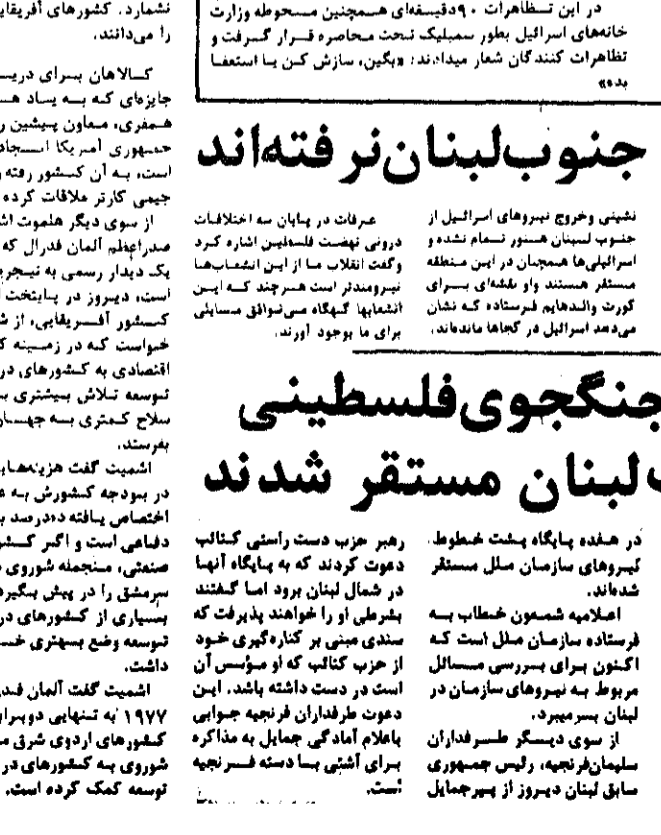 در این تظاهرات ۹۰ دقیقه‌ای همچنین محوطه وزارت
خانه‌های اسرائیل بطور سمبلیک تحت محاصره قرار گرفت و
تظاهرات کنندگان شعار میدادند: «بگین، سازش کن یا استعفا
بده»
جنوب‌لبنان‌نرفته‌اند
نشینی وخروج نیروهای اسرائیل از
جنوب لبنان هنوز تمام نشده و
اسرائیلی‌ها همچنان در این منطقه
مستقر هستند واو نقشه‌ای برای
کورت والدهایم فرستاده که نشان
می‌دهد اسرائیل در کجاها مانده‌اند.
عرفات در پایان سه اختلافات
درونی نهضت فلسطین اشاره کرد
وگفت انقلاب ما از این انشعاب‌ها
نیرومندتر است هرچند که این
انشعابها گهگاه می‌توافق مسایلی
برای ما بوجود آورند.
جنگجوی‌فلسطینی
لبنان مستقر شدند
در هفده پایگاه پشت خطوط
نیروهای سازمان ملل مستقر
شده‌اند.
اعلامیه شمعون خطاب به
فرستاده سازمان ملل است که
اکنون برای بررسی مسائل
مربوط به نیروهای سازمان در
لبنان بسرمیبرد.
از سوی دیگر طرفداران
سلیمان‌فرنجیه، رئیس جمهوری
سابق لبنان دیروز از پیرجمایل
رهبر حزب دست راستی کتائب
دعوت کردند که به پایگاه آنها
در شمال لبنان برود اما گفتند
بشرطی او را خواهند پذیرفت که
سندی مبنی بر کناره‌گیری خود
از حزب کتائب که او مؤسس آن
است در دست داشته باشد. این
دعوت طرفداران فرنجیه جوابی
باعلام آمادگی جمایل به مذاکره
برای آشتی با دسته فرنجیه
است.
نشمارد. کشورهای آفریقای
را می‌دانند.
کالاهان برای دری
جایزه‌ای که به یاد ه
همفری، معاون پیشین ر
جمهوری آمریکا ایجاد
است، به آن کشور رفته
جیمی کارتر ملاقات کرده
از سوی دیگر هلموت اش
صدراعظم آلمان فدرال که
یک دیدار رسمی به نیجری
است، دیروز در پایتخت
کشور آفریقایی، از ش
خواست که در زمینه ک
اقتصادی به کشورهای در
توسعه تلاش بیشتری ب
سلاح کمتری به جهان
بفرستد.
اشمیت گفت هزینه‌های
در بودجه کشورش به
اختصاص یافته ده‌درصد
دفاعی است و اگر کش
صنعتی، منجمله شوروی
سرمشق را در پیش بگیر
بسیاری از کشورهای در
توسعه وضع بهتری خ
داشت.
اشمیت گفت آلمان فد
۱۹۷۷ به تنهایی دوبرا
کشورهای اردوی شرق م
شوروی به کشورهای در
توسعه کمک کرده است.